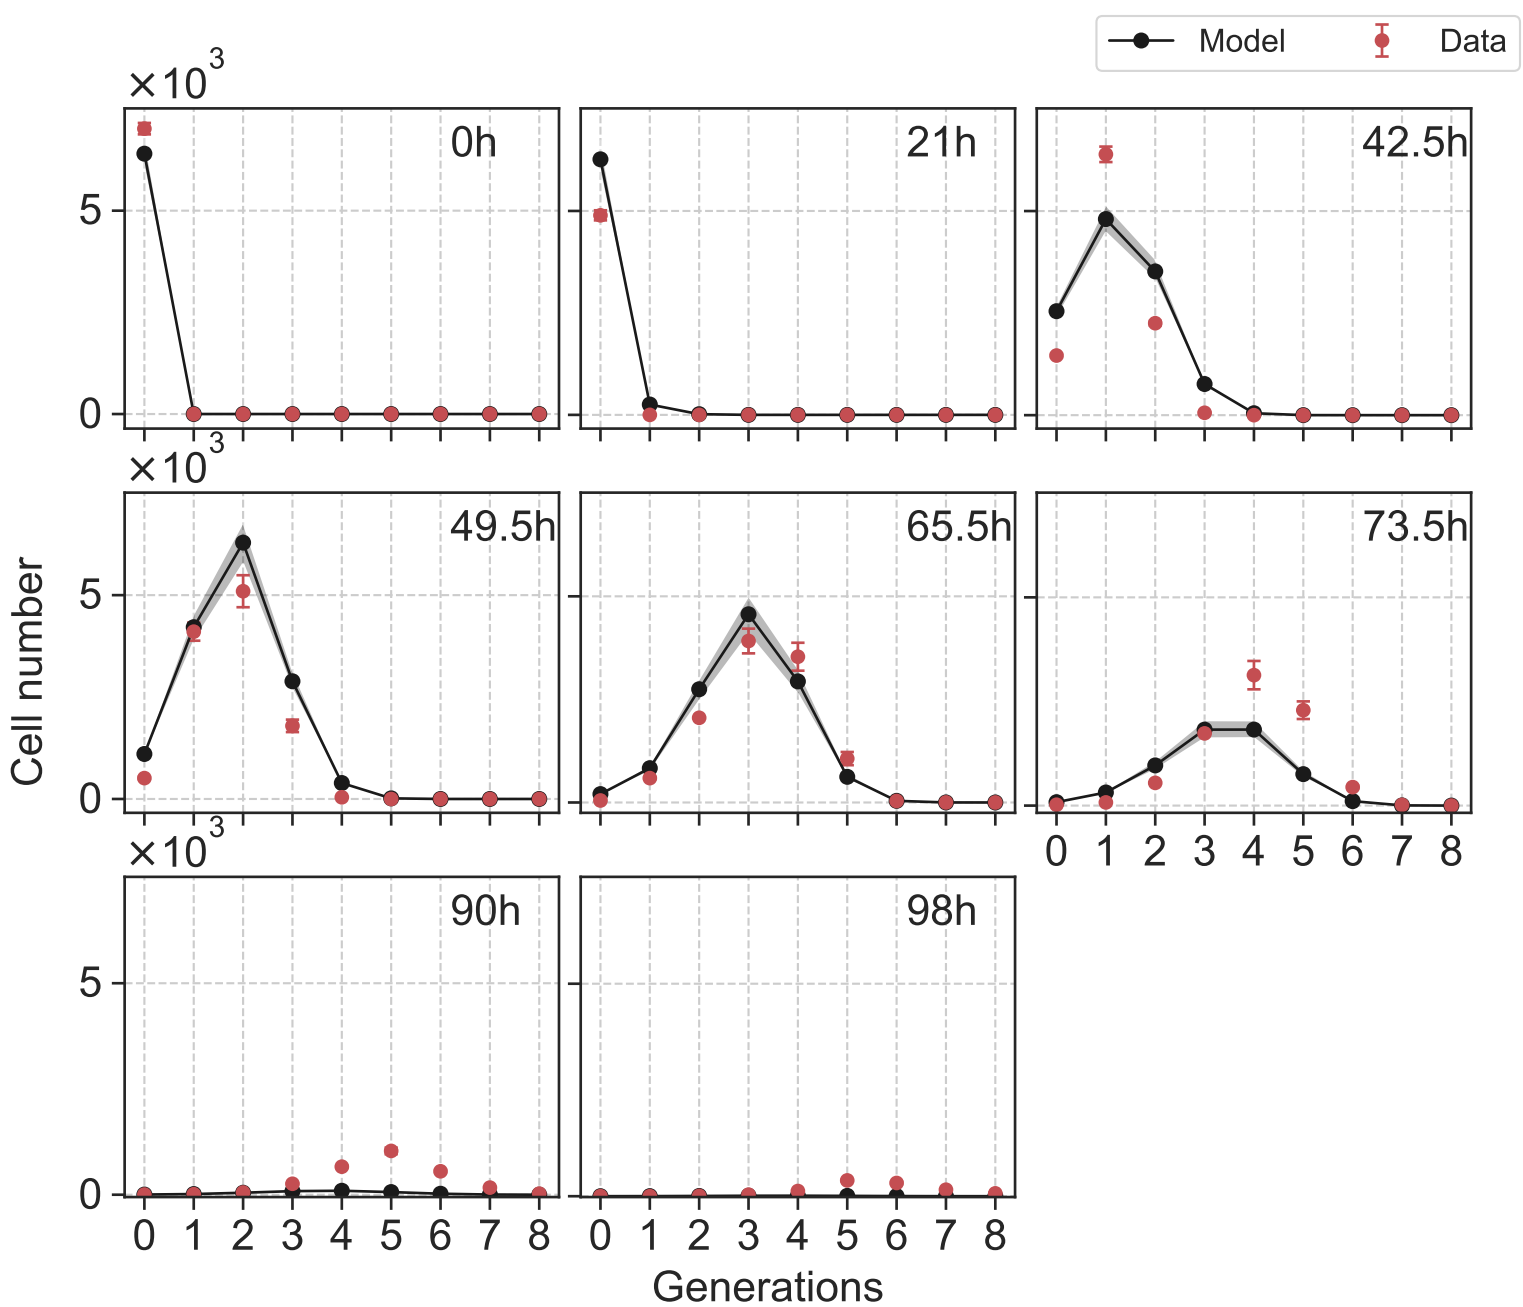 Model Data
×10³
0h
21h
42.5h
5
0
×10³
49.5h
65.5h
73.5h
5
0
0 1 2 3 4 5 6 7 8
×10³
90h
98h
5
0
0 1 2 3 4 5 6 7 8
0 1 2 3 4 5 6 7 8
Cell number
Generations